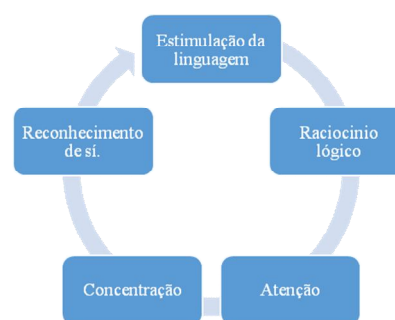 Estimulação da
linguagem
Raciocinio
lógico
Atenção
Concentração
Reconhecimento
de sí.